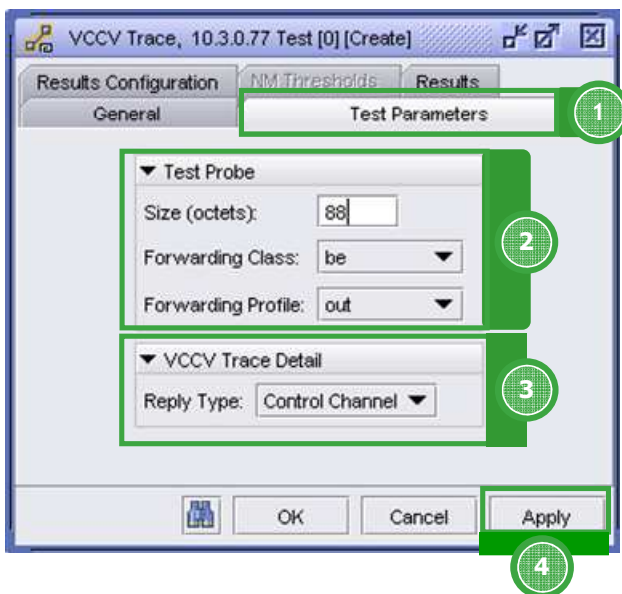 VCCV Trace, 10.3.0.77 Test [0] [Create]
Results Configuration NM Thresholds Results
General Test Parameters
1
Test Probe
Size (octets): 88
2
Forwarding Class: be
Forwarding Profile: out
VCCV Trace Detail
3
Reply Type: Control Channel
OK Cancel Apply
4